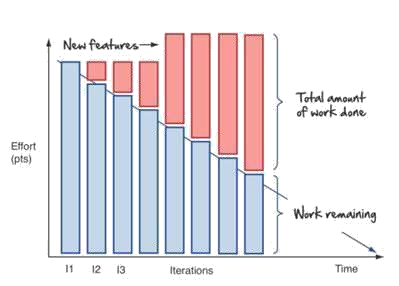 New features
Total amount
of work done
Effort
(pts)
Work remaining
I1 I2 I3 Iterations Time